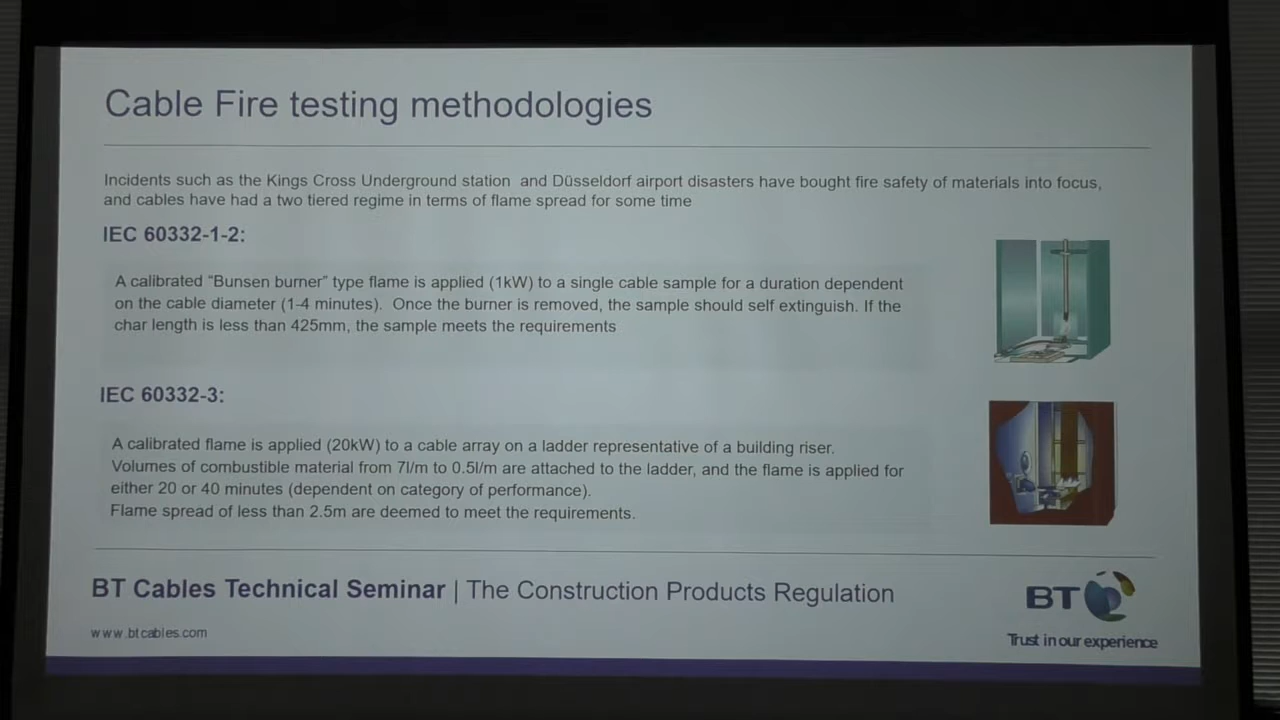 Cable Fire testing methodologies
Incidents such as the Kings Cross Underground station and Düsseldorf airport disasters have bought fire safety of materials into focus,
and cables have had a two tiered regime in terms of flame spread for some time
IEC 60332-1-2:
A calibrated “Bunsen burner” type flame is applied (1kW) to a single cable sample for a duration dependent
on the cable diameter (1-4 minutes). Once the burner is removed, the sample should self extinguish. If the
char length is less than 425mm, the sample meets the requirements
IEC 60332-3:
A calibrated flame is applied (20kW) to a cable array on a ladder representative of a building riser.
Volumes of combustible material from 7l/m to 0.5l/m are attached to the ladder, and the flame is applied for
either 20 or 40 minutes (dependent on category of performance).
Flame spread of less than 2.5m are deemed to meet the requirements.
BT Cables Technical Seminar | The Construction Products Regulation
www.btcables.com
BT
Trust in our experience